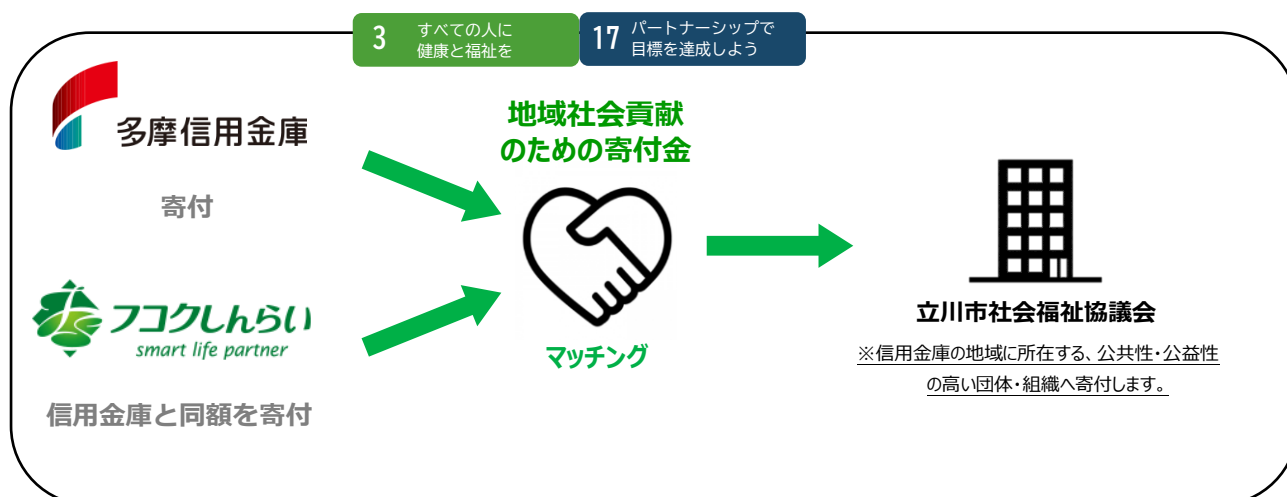 3 すべての人に
健康と福祉を
17 パートナーシップで
目標を達成しよう
多摩信用金庫
寄付
フコクしんらい
smart life partner
信用金庫と同額を寄付
地域社会貢献
のための寄付金
マッチング
立川市社会福祉協議会
※信用金庫の地域に所在する、公共性・公益性
の高い団体・組織へ寄付します。